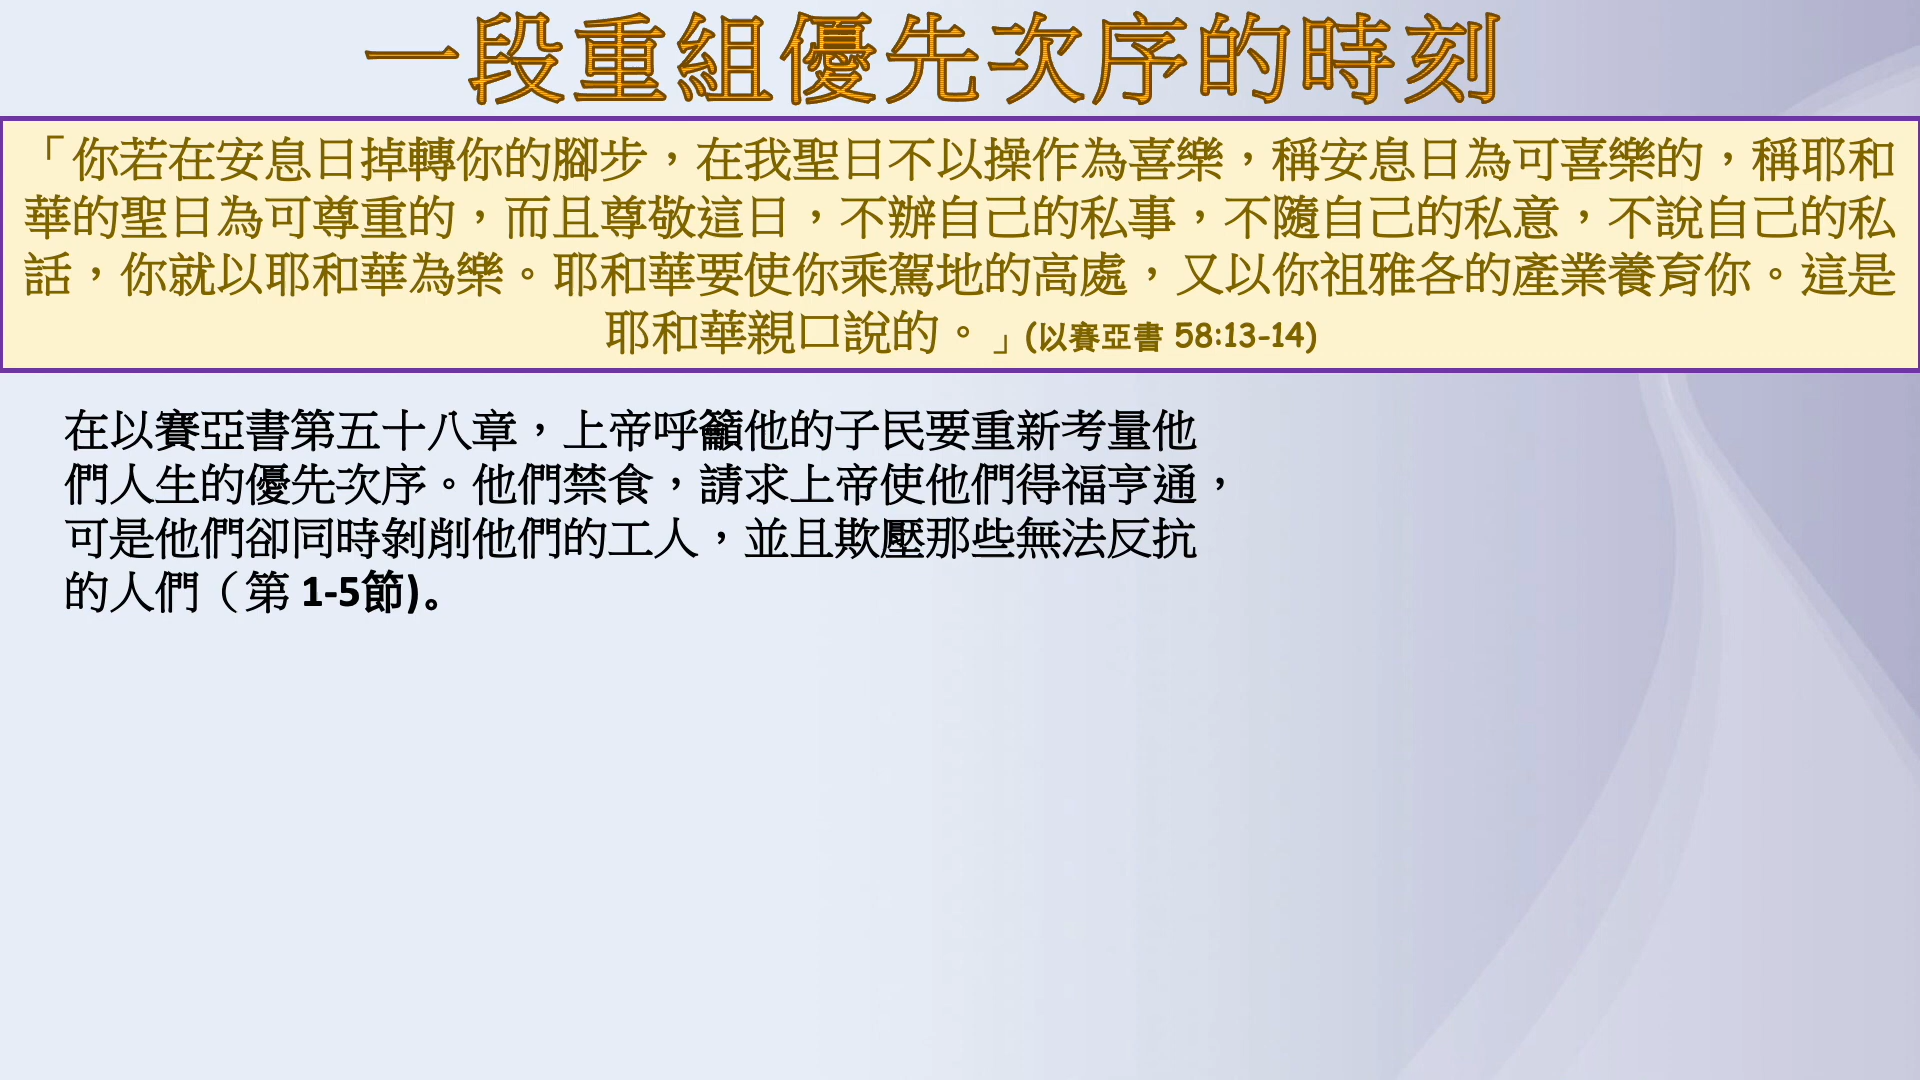 一段重組優先次序的時刻
「你若在安息日掉轉你的腳步，在我聖日不以操作為喜樂，稱安息日為可喜樂的，稱耶和
華的聖日為可尊重的，而且尊敬這日，不辦自己的私事，不隨自己的私意，不說自己的私
話，你就以耶和華為樂。耶和華要使你乘駕地的高處，又以你祖雅各的產業養育你。這是
耶和華親口說的。」(以賽亞書 58:13-14)
在以賽亞書第五十八章，上帝呼籲他的子民要重新考量他
們人生的優先次序。他們禁食，請求上帝使他們得福亨通，
可是他們卻同時剝削他們的工人，並且欺壓那些無法反抗
的人們（第 1-5節)。